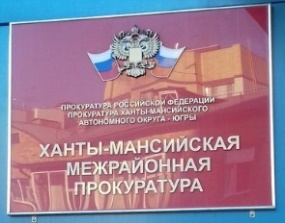 ПРОКУРАТУРА РОССИЙСКОЙ ФЕДЕРАЦИИ
ПРОКУРАТУРА ХАНТЫ-МАНСИЙСКОГО
АВТОНОМНОГО ОКРУГА - ЮГРЫ
ХАНТЫ-МАНСИЙСКАЯ
МЕЖРАЙОННАЯ
ПРОКУРАТУРА